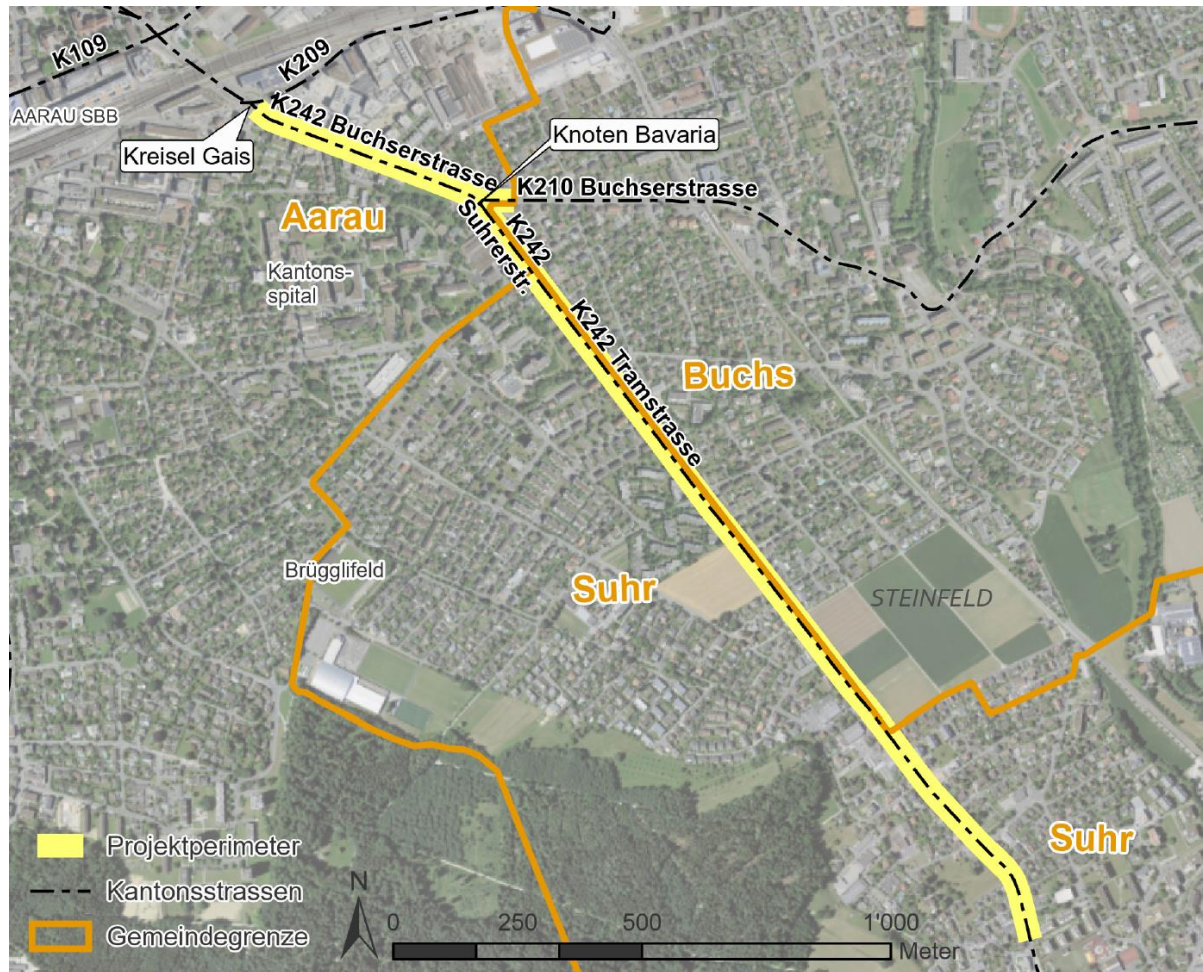 K109
K209
AARAU SBB
K242 Buchserstrasse
Kreisel Gais
Knoten Bavaria
K210 Buchserstrasse
Aarau
K242
Suhrerstr.
Kantons-
spital
K242 Tramstrasse
Buchs
Brügglifeld
Suhr
STEINFELD
Suhr
Projektperimeter
Kantonsstrassen
Gemeindegrenze
N
0 250 500 1'000
Meter